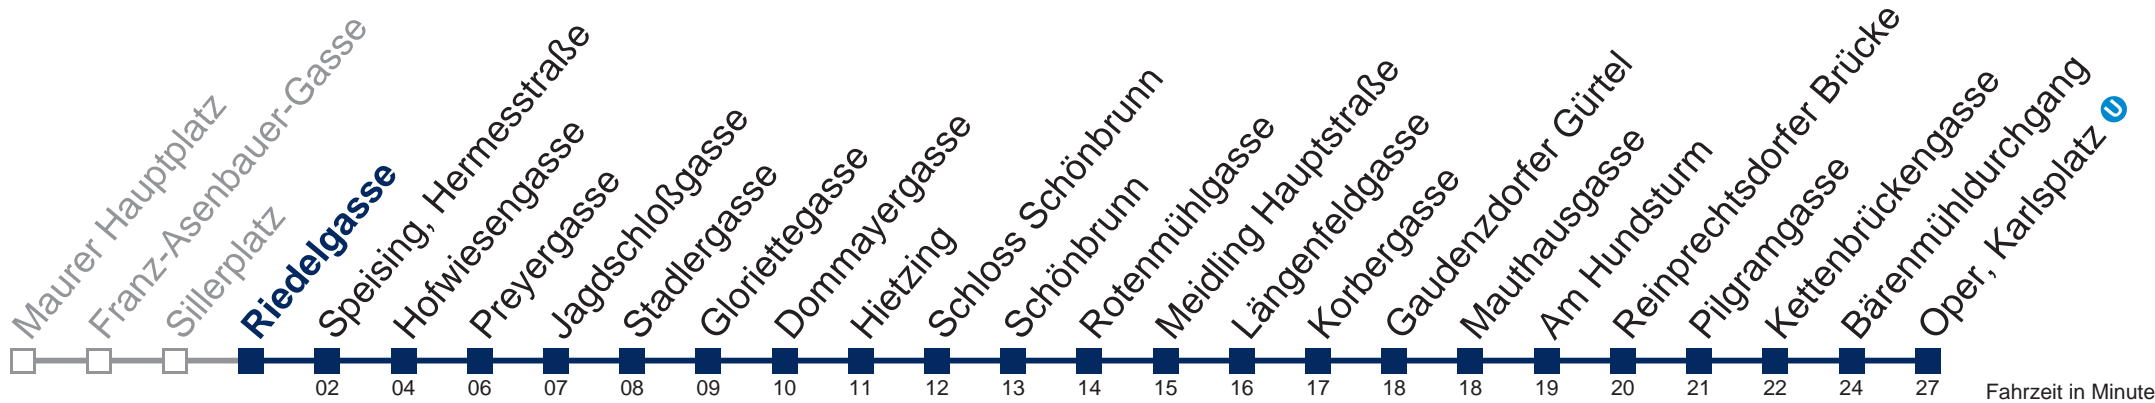 Maurer Hauptplatz
Franz-Asenbauer-Gasse
Sillerplatz
Riedelgasse
Speising, Hermesstraße
Hofwiesengasse
Preyergasse
Jagdschloßgasse
Stadlergasse
Gloriettegasse
Dommayergasse
Hietzing
Schloss Schönbrunn
Schönbrunn
Rotenmühlgasse
Meidling Hauptstraße
Längenfeldgasse
Korbergasse
Gaudenzdorfer Gürtel
Mauthausgasse
Am Hundsturm
Reinprechtsdorfer Brücke
Pilgramgasse
Kettenbrückengasse
Bärenmühldurchgang
Oper, Karlsplatz U
02 04 06 07 08 09 10 11 12 13 14 15 16 17 18 18 19 20 21 22 24 27
Fahrzeit in Minute